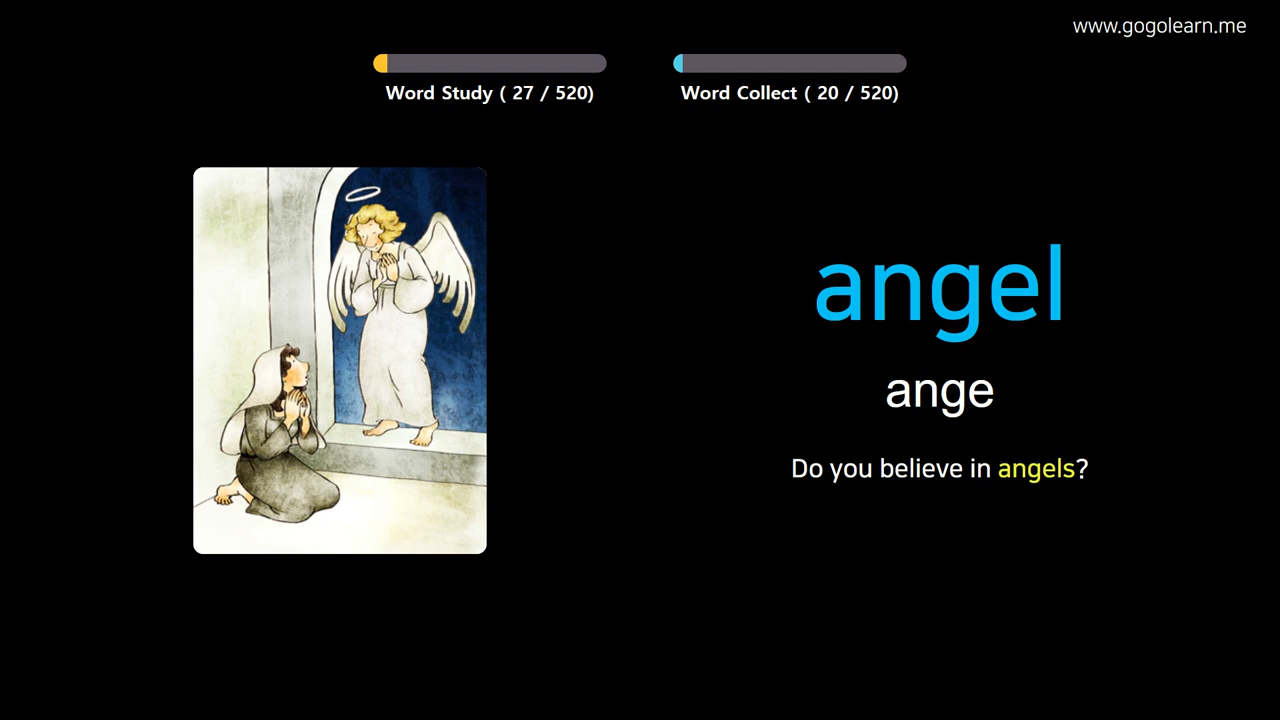 www.gogolearn.me
Word Study ( 27 / 520)
Word Collect ( 20 / 520)
angel
ange
Do you believe in angels?